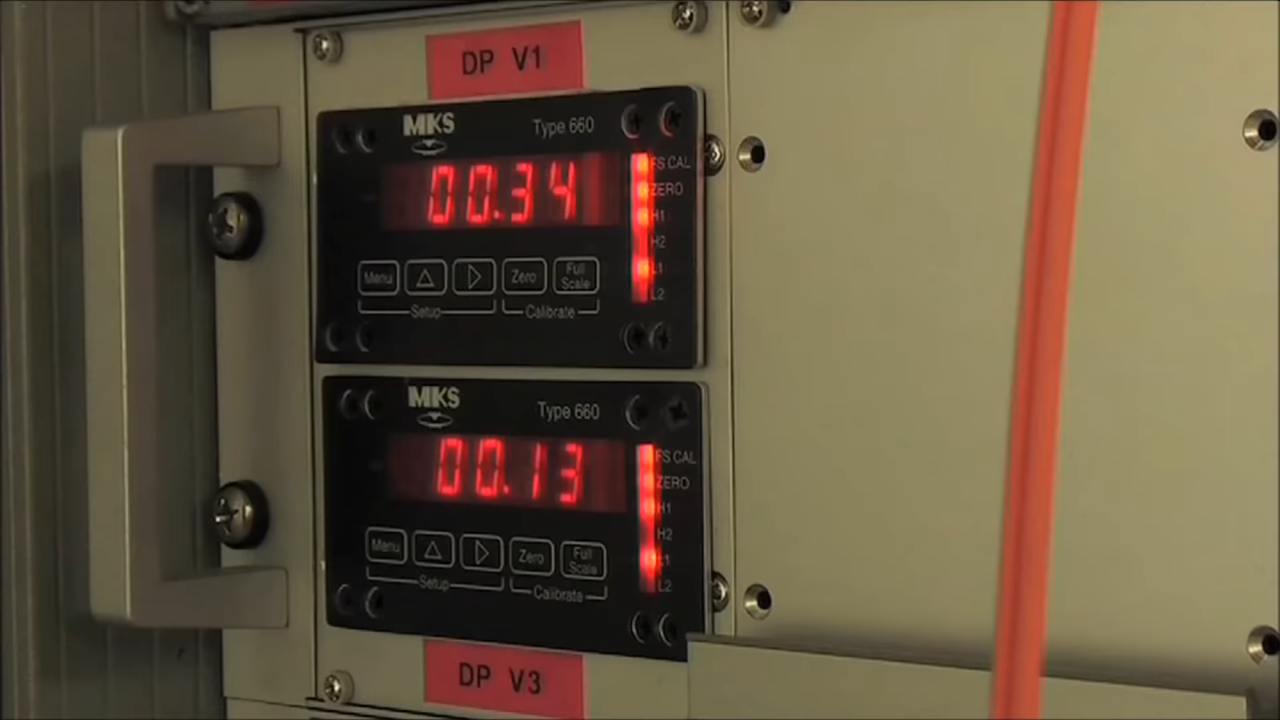 DP V1
MKS
Type 660
00.34
FS CAL
ZERO
H1
H2
L1
L2
Menu
Zero
Full
Scale
Setup
Calibrate
MKS
Type 660
00.13
FS CAL
ZERO
H1
H2
L1
L2
Menu
Zero
Full
Scale
Setup
Calibrate
DP V3